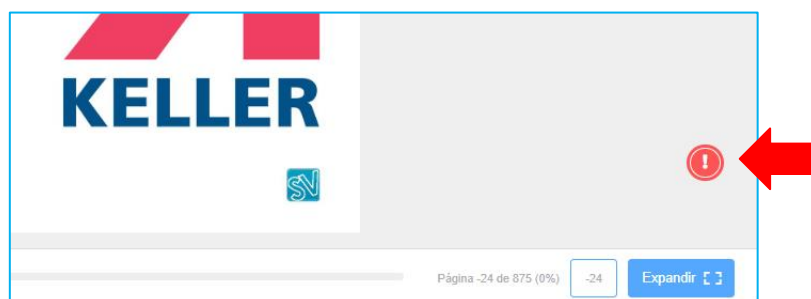 KELLER
SV
!
Página -24 de 875 (0%)
-24
Expandir